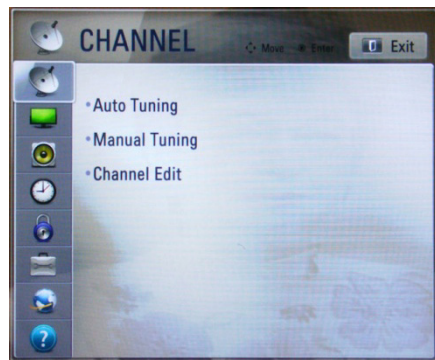 CHANNEL
Move Enter
Exit
Auto Tuning
Manual Tuning
Channel Edit